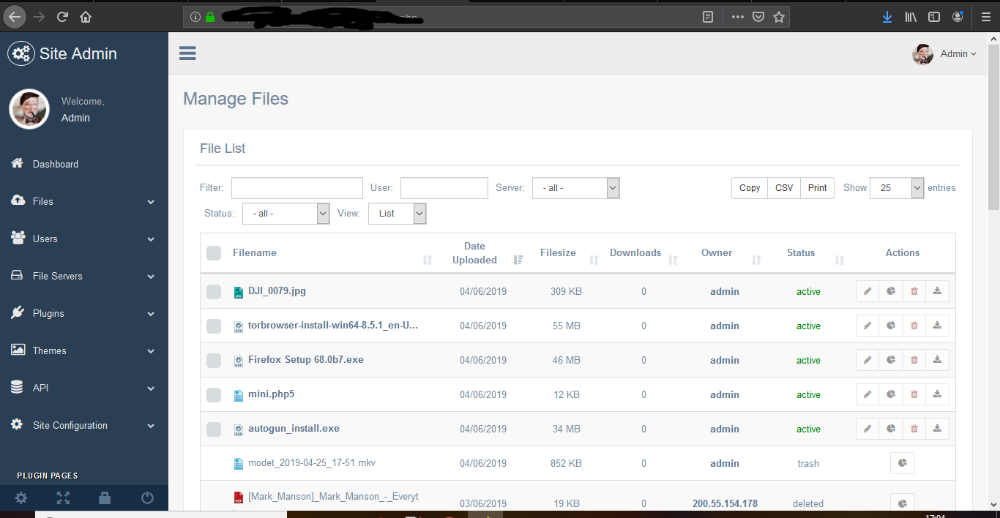 Site Admin
Admin
Welcome,
Admin
Manage Files
Dashboard
Files
Users
File Servers
Plugins
Themes
API
Site Configuration
PLUGIN PAGES
File List
Filter:
User:
Server: - all -
Copy CSV Print
Show 25 entries
Status: - all -
View: List
Filename Date Uploaded Filesize Downloads Owner Status Actions
DJI_0079.jpg 04/06/2019 309 KB 0 admin active
torbrowser-install-win64-8.5.1_en-U... 04/06/2019 55 MB 0 admin active
Firefox Setup 68.0b7.exe 04/06/2019 46 MB 0 admin active
mini.php5 04/06/2019 12 KB 0 admin active
autogun_install.exe 04/06/2019 34 MB 0 admin active
modet_2019-04-25_17-51.mkv 04/06/2019 852 KB 0 admin trash
[Mark_Manson]_Mark_Manson_-_Everyt 03/06/2019 19 KB 0 200.55.154.178 deleted